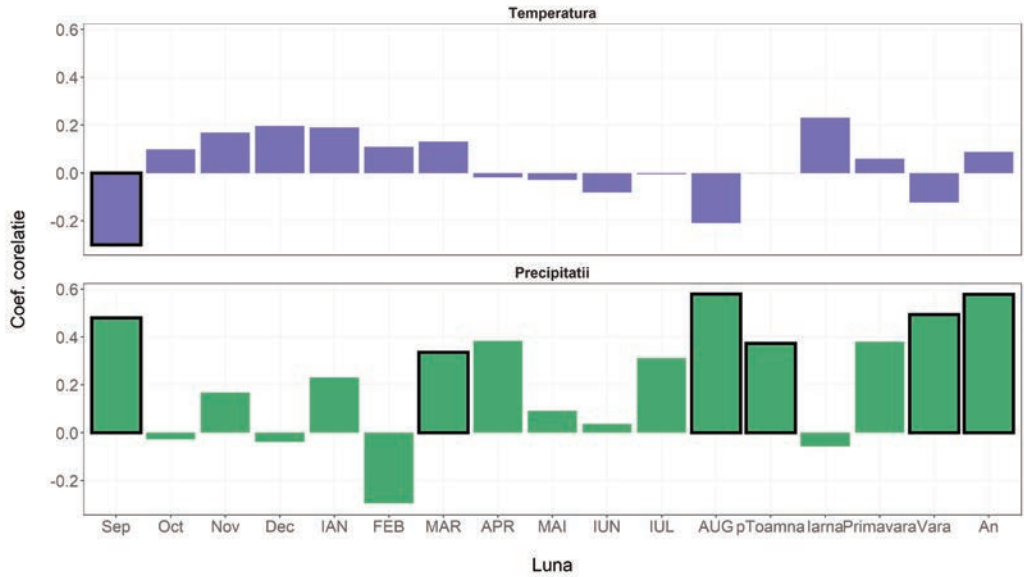 Temperatura
0.6
0.4
0.2
0.0
-0.2
Coef. corelatie
Precipitatii
0.6
0.4
0.2
0.0
-0.2
Sep Oct Nov Dec IAN FEB MAR APR MAI IUN IUL AUG pToamna Iarna Primavara Vara An
Luna